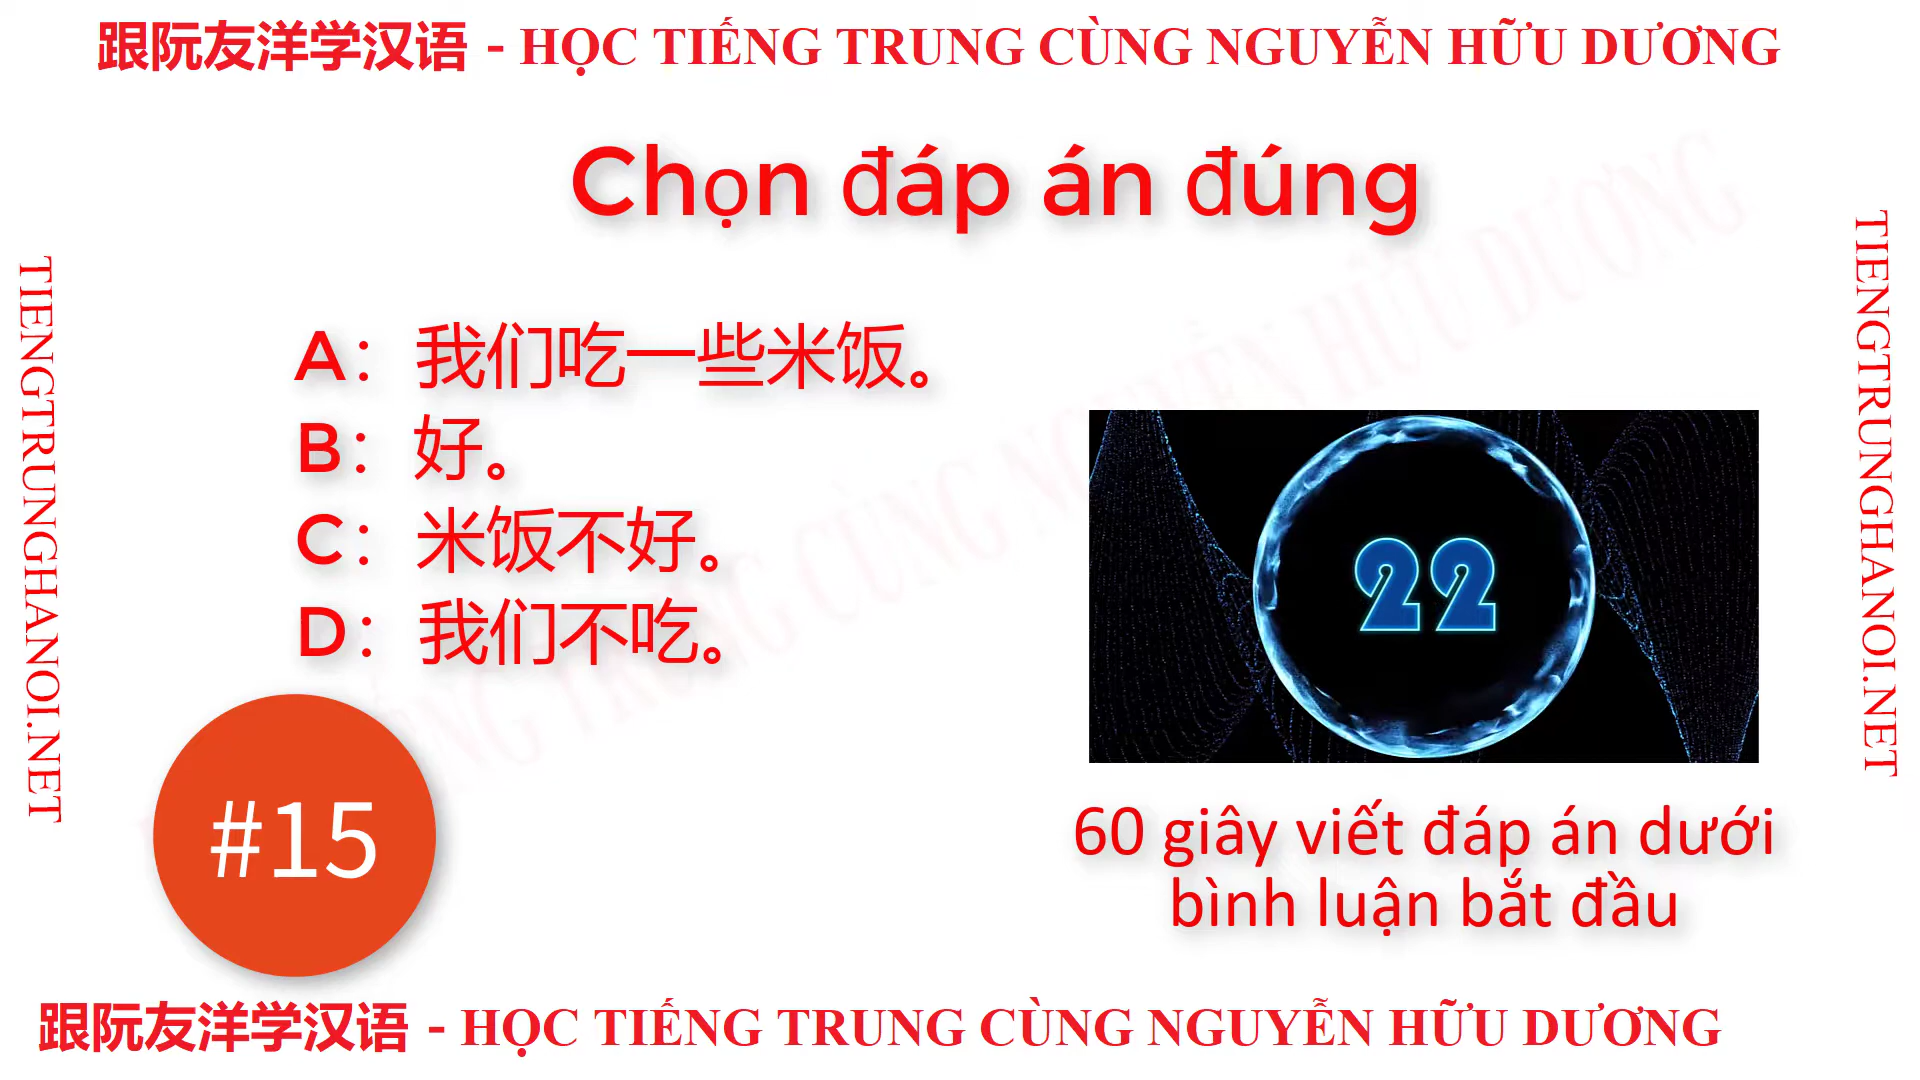 跟阮友洋学汉语 - HỌC TIẾNG TRUNG CÙNG NGUYỄN HỮU DƯƠNG
Chọn đáp án đúng
TIENGTRUNGHANOI.NET
TIENGTRUNGHANOI.NET
A：我们吃一些米饭。
B：好。
C：米饭不好。
D：我们不吃。
22
#15
60 giây viết đáp án dưới
bình luận bắt đầu
跟阮友洋学汉语 - HỌC TIẾNG TRUNG CÙNG NGUYỄN HỮU DƯƠNG